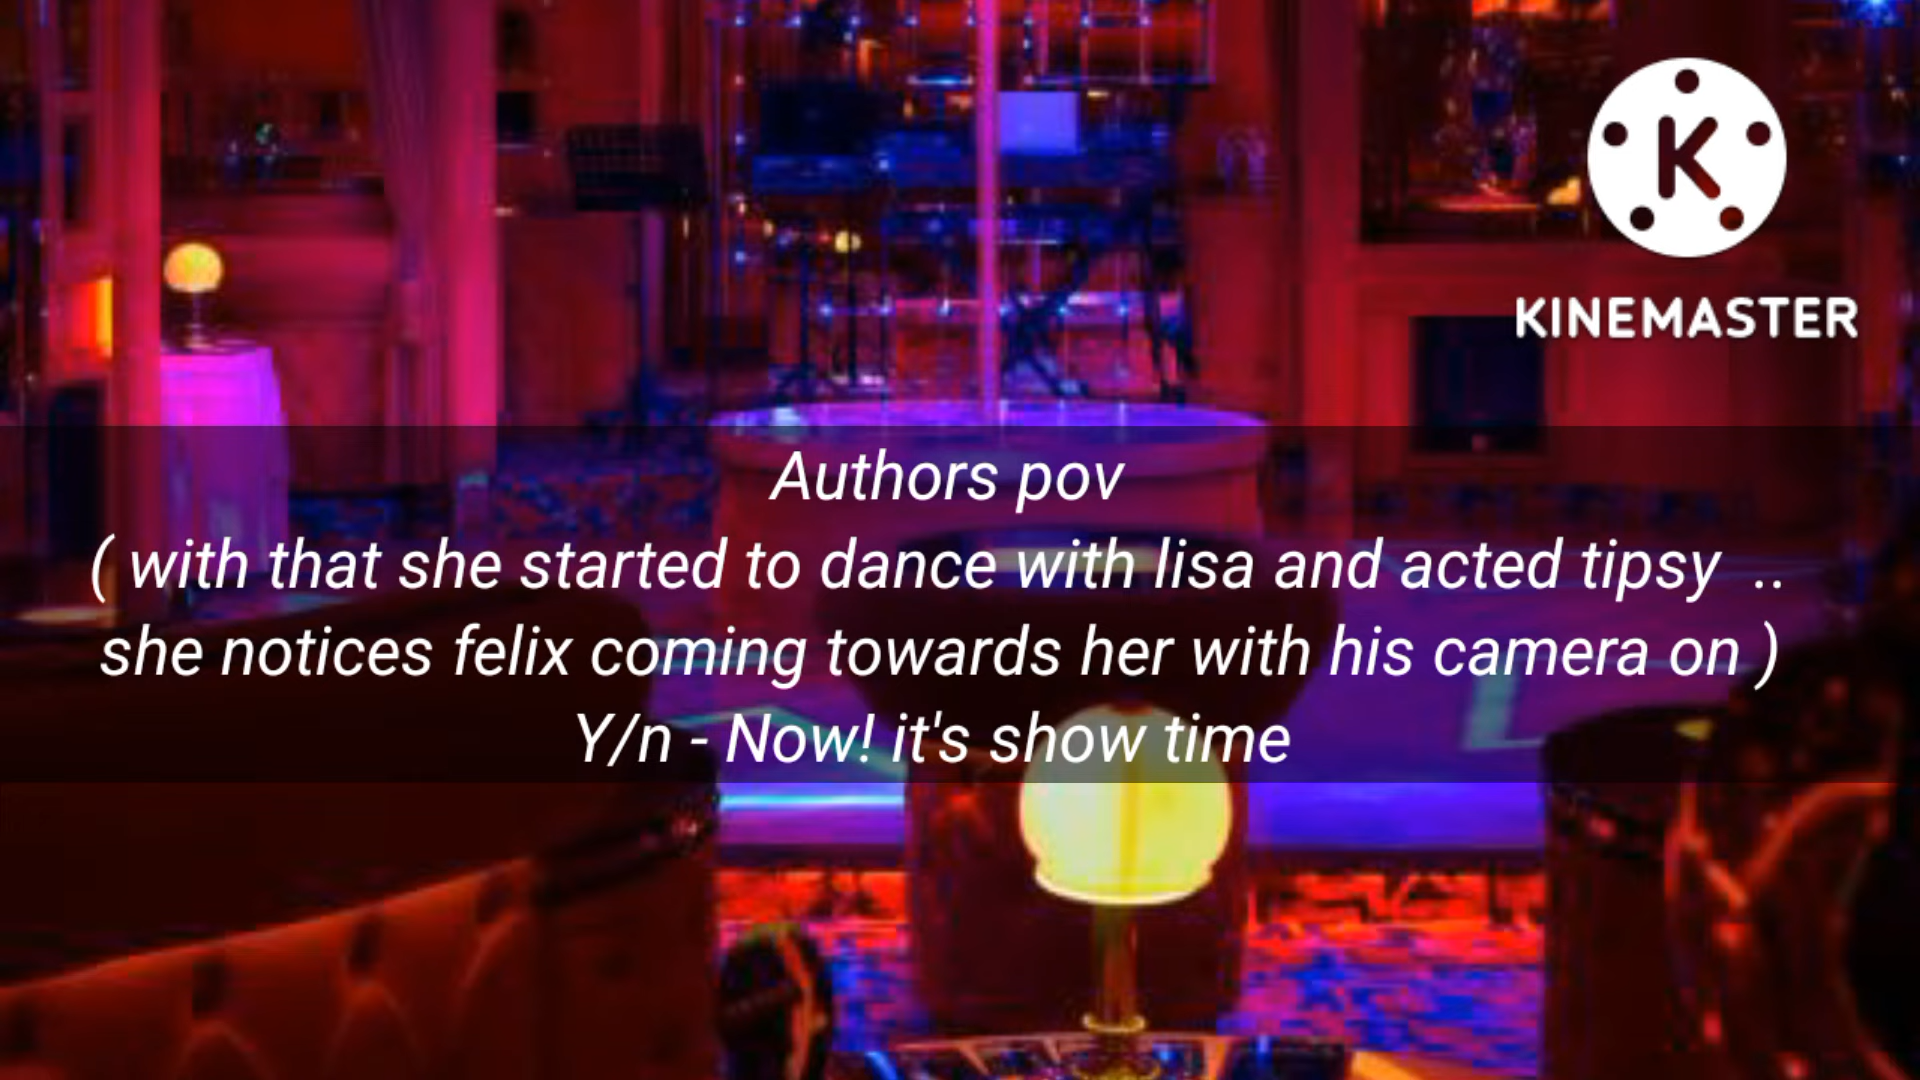 KINEMASTER
Authors pov
( with that she started to dance with lisa and acted tipsy  ..
she notices felix coming towards her with his camera on )
Y/n - Now! it's show time